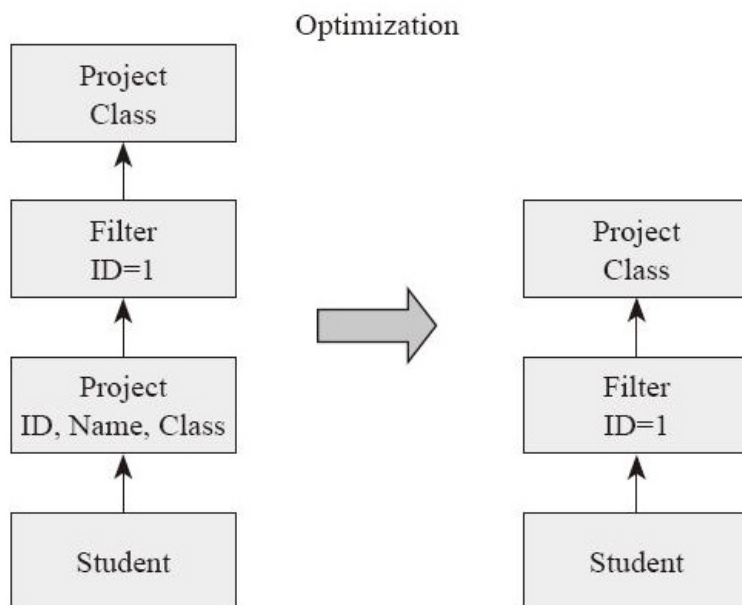 Optimization
Project
Class
Filter
ID=1
Project
ID, Name, Class
Student
Project
Class
Filter
ID=1
Student